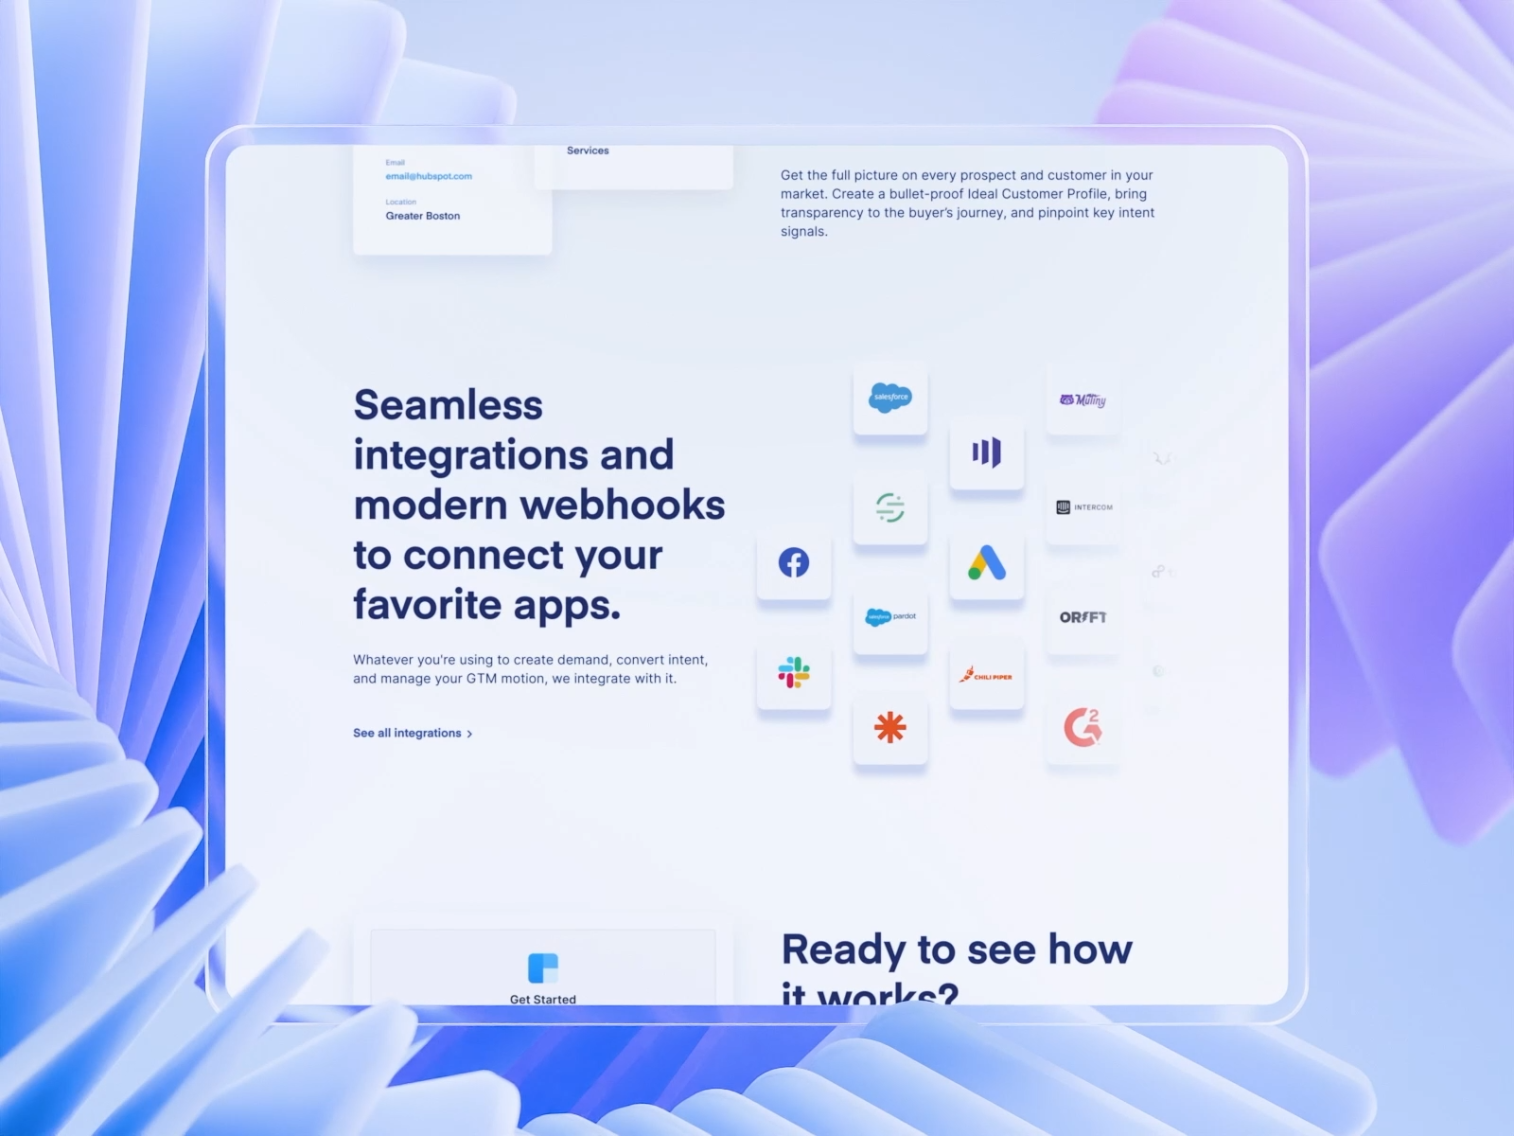 Services
Email
email@hubspot.com
Location
Greater Boston
Get the full picture on every prospect and customer in your
market. Create a bullet-proof Ideal Customer Profile, bring
transparency to the buyer's journey, and pinpoint key intent
signals.
Seamless
integrations and
modern webhooks
to connect your
favorite apps.
Whatever you're using to create demand, convert intent,
and manage your GTM motion, we integrate with it.
See all integrations
salesforce
Mutiny
INTERCOM
salesforce pardot
CHILI PIPER
G2
Get Started
Ready to see how
it works?